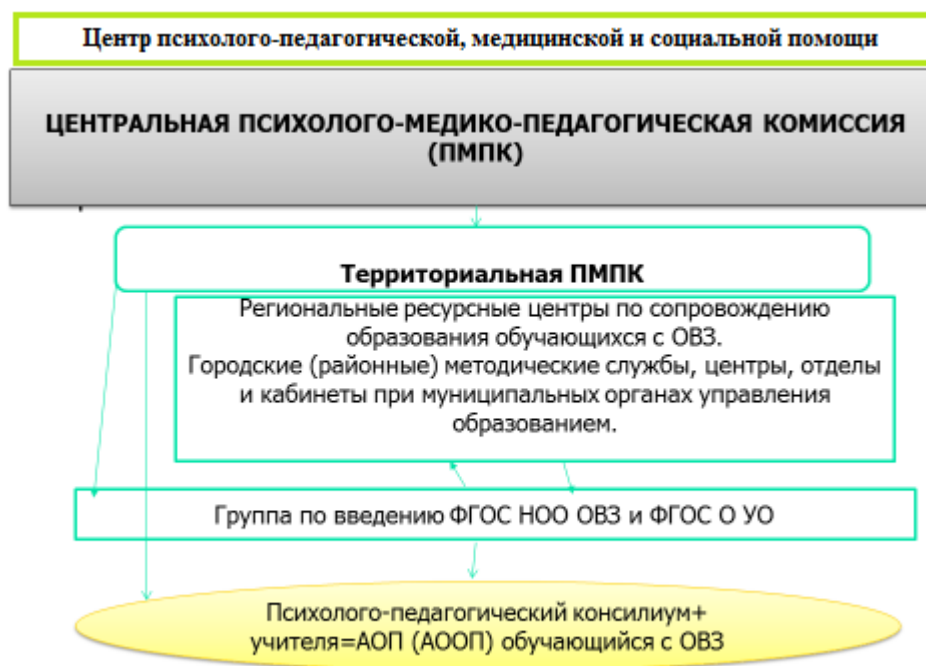 Центр психолого-педагогической, медицинской и социальной помощи
ЦЕНТРАЛЬНАЯ ПСИХОЛОГО-МЕДИКО-ПЕДАГОГИЧЕСКАЯ КОМИССИЯ
(ПМПК)
Территориальная ПМПК
Региональные ресурсные центры по сопровождению
образования обучающихся с ОВЗ.
Городские (районные) методические службы, центры, отделы
и кабинеты при муниципальных органах управления
образованием.
Группа по введению ФГОС НОО ОВЗ и ФГОС О УО
Психолого-педагогический консилиум+
учителя=АОП (АООП) обучающийся с ОВЗ